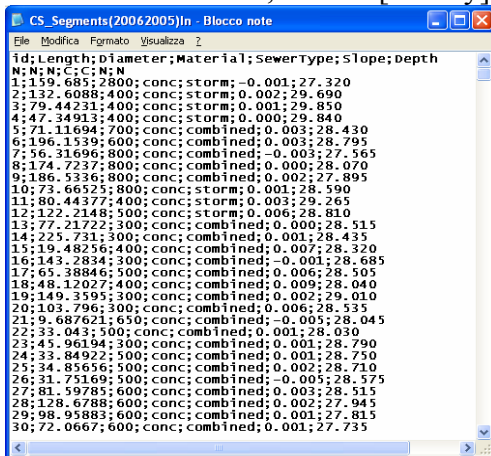 CS_Segments(20062005)In - Blocco note
File Modifica Formato Visualizza ?
id;Length;Diameter;Material;SewerType;Slope;Depth
N;N;N;C;C;N;N
1;159.685;2800;conc;storm;-0.001;27.320
2;132.6088;400;conc;storm;0.002;29.690
3;79.44231;400;conc;storm;0.001;29.850
4;47.34913;400;conc;storm;0.000;29.840
5;71.11694;700;conc;combined;0.003;28.430
6;196.1539;600;conc;combined;0.003;28.795
7;56.31696;800;conc;combined;-0.003;27.565
8;174.7237;800;conc;combined;0.000;28.070
9;186.5336;800;conc;combined;0.002;27.895
10;73.66525;800;conc;storm;0.001;28.590
11;80.44377;400;conc;storm;0.003;29.265
12;122.2148;500;conc;storm;0.006;28.810
13;77.21722;300;conc;combined;0.000;28.515
14;225.731;300;conc;combined;0.001;28.435
15;19.48256;400;conc;combined;0.007;28.320
16;143.2834;300;conc;combined;-0.001;28.685
17;65.38846;500;conc;combined;0.006;28.505
18;48.12027;400;conc;combined;0.009;28.040
19;149.3595;300;conc;combined;0.002;29.010
20;103.796;300;conc;combined;0.006;28.535
21;9.687621;650;conc;combined;-0.005;28.045
22;33.043;500;conc;combined;0.001;28.030
23;45.96194;300;conc;combined;0.001;28.790
24;33.84922;500;conc;combined;0.001;28.750
25;34.85656;500;conc;combined;0.002;28.710
26;31.75169;500;conc;combined;-0.005;28.575
27;81.59785;600;conc;combined;0.003;28.515
28;128.6788;600;conc;combined;0.002;27.945
29;98.95883;600;conc;combined;0.001;27.815
30;72.0667;600;conc;combined;0.001;27.735